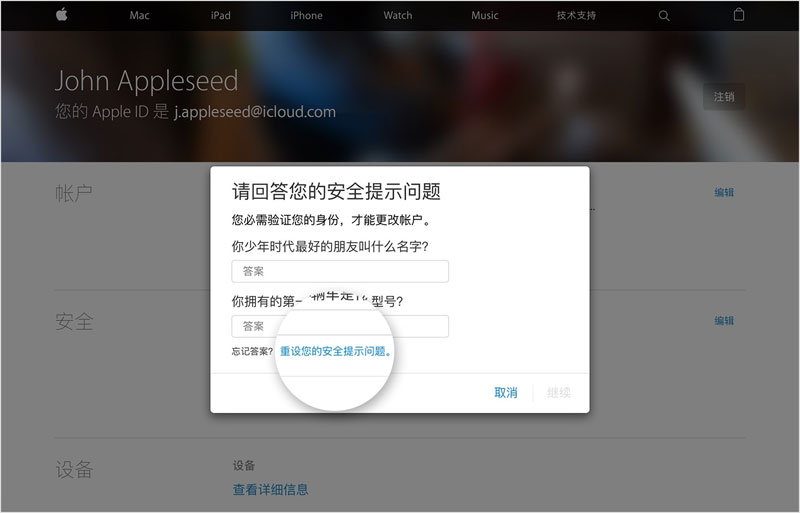 Mac iPad iPhone Watch Music 技术支持
John Appleseed
您的 Apple ID 是 j.appleseed@icloud.com
注销
帐户
编辑
请回答您的安全提示问题
您必需验证您的身份，才能更改帐户。
...
你少年时代最好的朋友叫什么名字?
答案
你拥有的第一 型号?
答案
忘记答案? 重设您的安全提示问题。
取消 继续
安全
编辑
设备
设备
查看详细信息